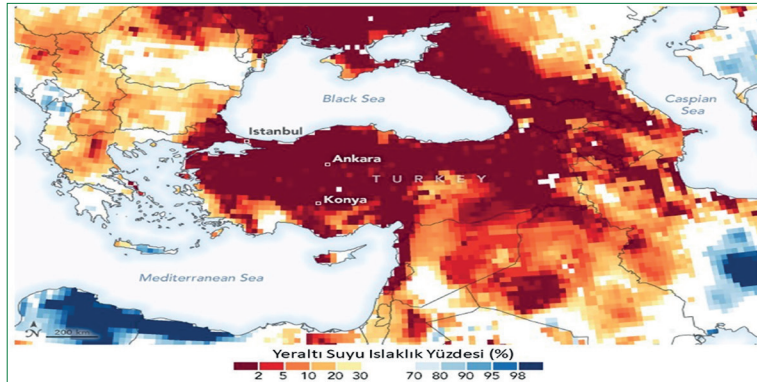 Black Sea
Caspian
Sea
Istanbul
Ankara
TURKEY
Konya
Mediterranean Sea
N
200 km
Yeraltı Suyu Islaklık Yüzdesi (%)
2 5 10 20 30 70 80 90 95 98